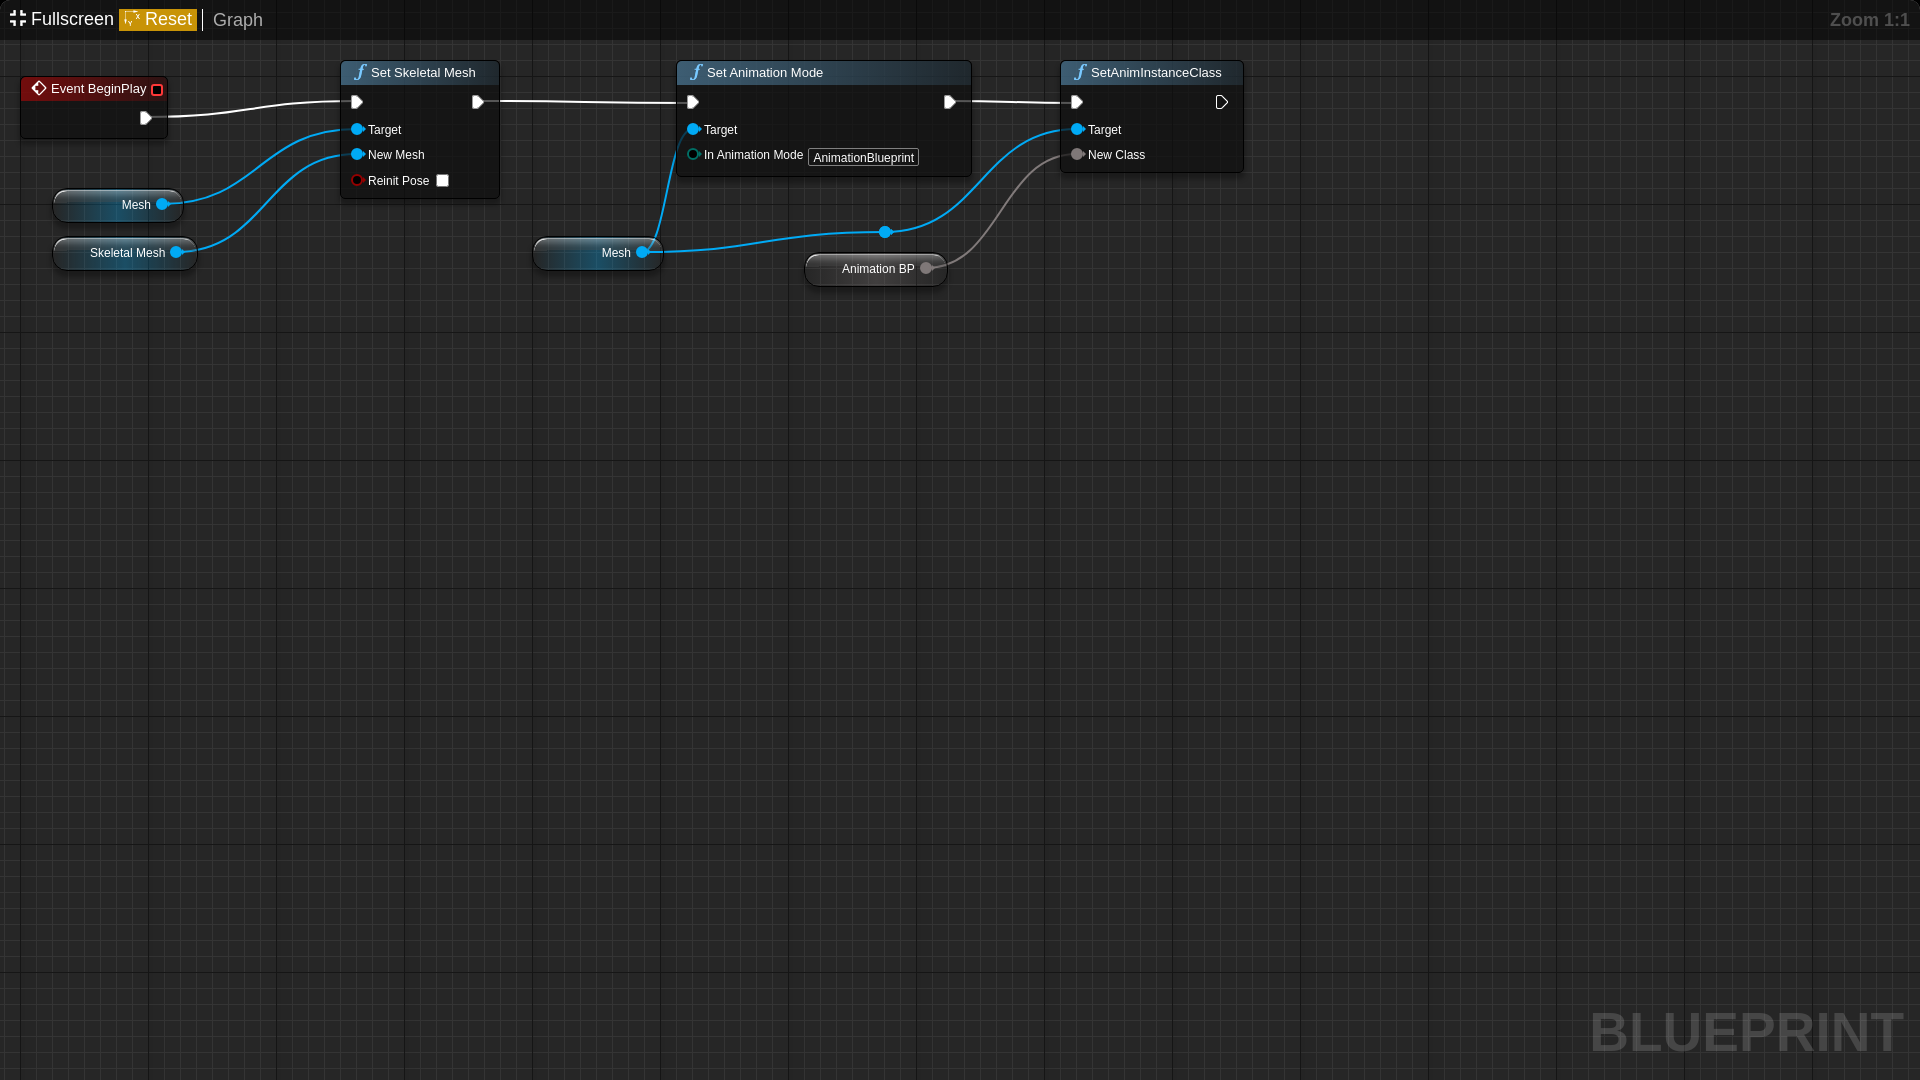 Fullscreen Reset Graph Zoom 1:1
Event BeginPlay
Set Skeletal Mesh
Target
New Mesh
Reinit Pose
Mesh
Skeletal Mesh
Set Animation Mode
Target
In Animation Mode AnimationBlueprint
Mesh
Animation BP
SetAnimInstanceClass
Target
New Class
BLUEPRINT